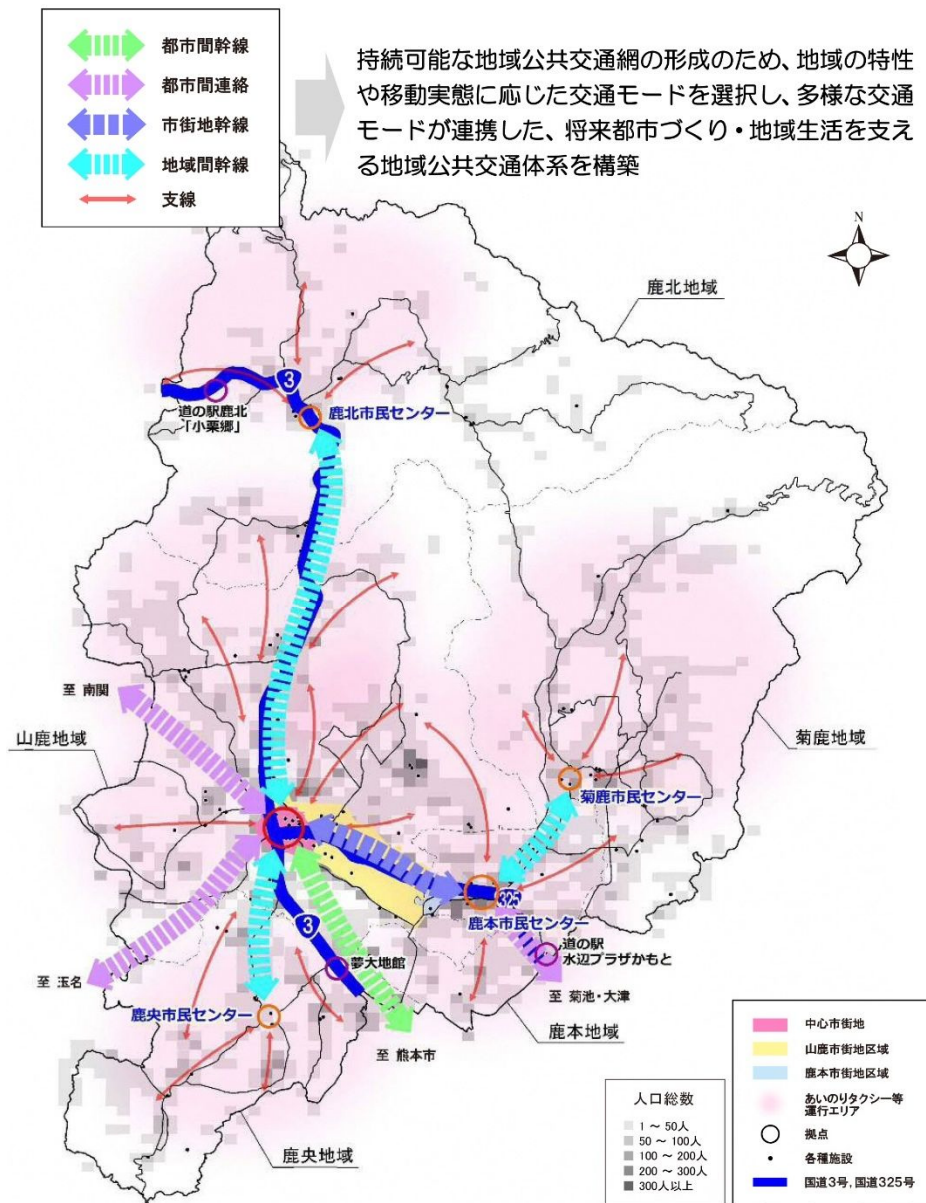 都市間幹線
都市間連絡
市街地幹線
地域間幹線
支線
持続可能な地域公共交通網の形成のため、地域の特性
や移動実態に応じた交通モードを選択し、多様な交通
モードが連携した、将来都市づくり・地域生活を支え
る地域公共交通体系を構築
N
鹿北地域
3
道の駅鹿北
「小栗郷」
鹿北市民センター
至 南関
山鹿地域
菊鹿地域
菊鹿市民センター
325
鹿本市民センター
3
道の駅
水辺プラザかもと
夢大地館
至 玉名
至 菊池・大津
鹿央市民センター
鹿本地域
至 熊本市
鹿央地域
人口総数
1 ～ 50人
50 ～ 100人
100 ～ 200人
200 ～ 300人
300人以上
中心市街地
山鹿市街地区域
鹿本市街地区域
あいのりタクシー等
運行エリア
拠点
各種施設
国道3号,国道325号